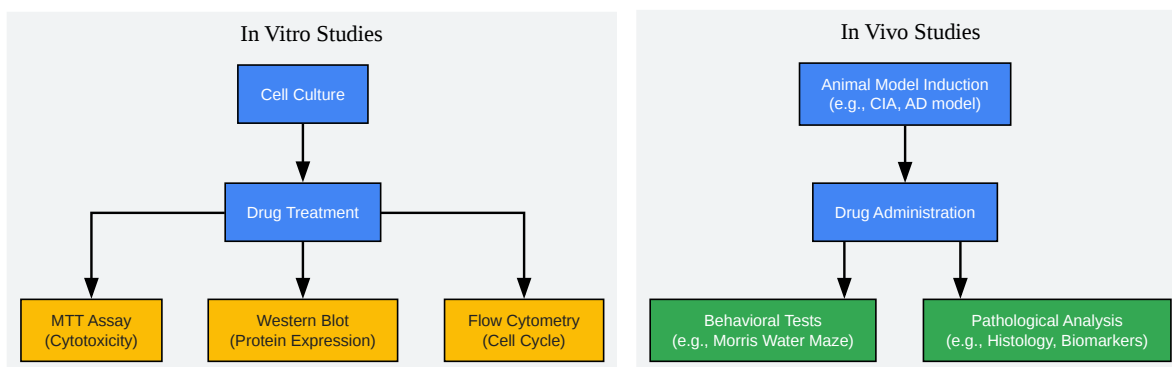 In Vitro Studies
Cell Culture
Drug Treatment
MTT Assay
(Cytotoxicity)
Western Blot
(Protein Expression)
Flow Cytometry
(Cell Cycle)
In Vivo Studies
Animal Model Induction
(e.g., CIA, AD model)
Drug Administration
Behavioral Tests
(e.g., Morris Water Maze)
Pathological Analysis
(e.g., Histology, Biomarkers)